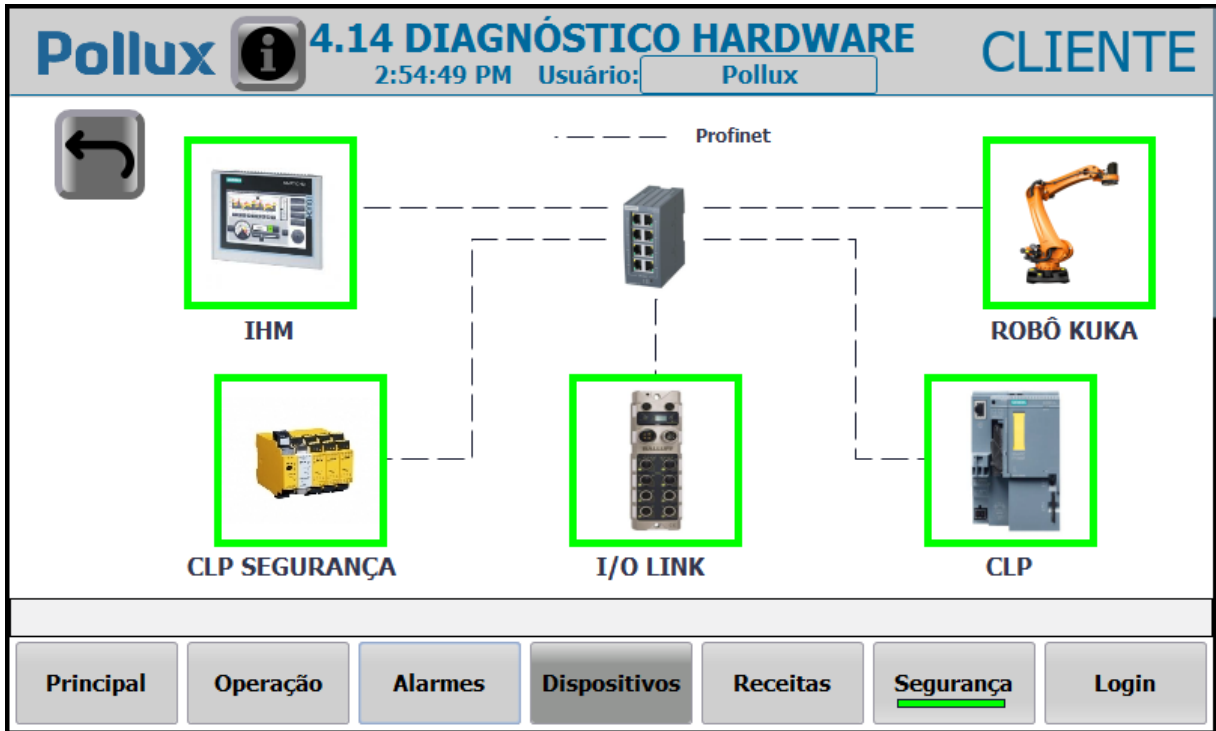 Pollux
4.14 DIAGNÓSTICO HARDWARE
CLIENTE
2:54:49 PM Usuário: Pollux
Profinet
IHM
ROBÔ KUKA
BALLUFF
CLP SEGURANÇA
I/O LINK
CLP
Principal
Operação
Alarmes
Dispositivos
Receitas
Segurança
Login